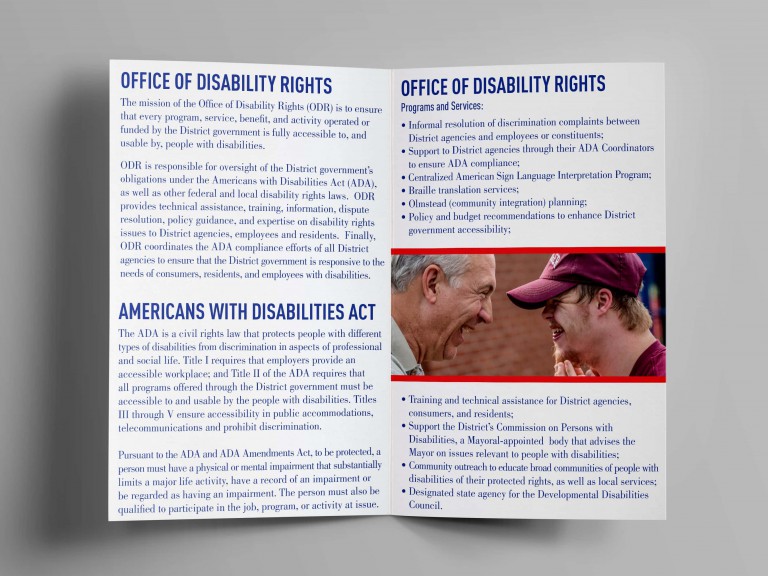 OFFICE OF DISABILITY RIGHTS
The mission of the Office of Disability Rights (ODR) is to ensure
that every program, service, benefit, and activity operated or
funded by the District government is fully accessible to, and
usable by, people with disabilities.
ODR is responsible for oversight of the District government's
obligations under the Americans with Disabilities Act (ADA),
as well as other federal and local disability rights laws. ODR
provides technical assistance, training, information, dispute
resolution, policy guidance, and expertise on disability rights
issues to District agencies, employees and residents. Finally,
ODR coordinates the ADA compliance efforts of all District
agencies to ensure that the District government is responsive to the
needs of consumers, residents, and employees with disabilities.
AMERICANS WITH DISABILITIES ACT
The ADA is a civil rights law that protects people with different
types of disabilities from discrimination in aspects of professional
and social life. Title I requires that employers provide an
accessible workplace; and Title II of the ADA requires that
all programs offered through the District government must be
accessible to and usable by the people with disabilities. Titles
III through V ensure accessibility in public accommodations,
telecommunications and prohibit discrimination.
Pursuant to the ADA and ADA Amendments Act, to be protected, a
person must have a physical or mental impairment that substantially
limits a major life activity, have a record of an impairment or
be regarded as having an impairment. The person must also be
qualified to participate in the job, program, or activity at issue.
OFFICE OF DISABILITY RIGHTS
Programs and Services:
• Informal resolution of discrimination complaints between
District agencies and employees or constituents;
• Support to District agencies through their ADA Coordinators
to ensure ADA compliance;
• Centralized American Sign Language Interpretation Program;
• Braille translation services;
• Olmstead (community integration) planning;
• Policy and budget recommendations to enhance District
government accessibility;
• Training and technical assistance for District agencies,
consumers, and residents;
• Support the District's Commission on Persons with
Disabilities, a Mayoral-appointed body that advises the
Mayor on issues relevant to people with disabilities;
• Community outreach to educate broad communities of people with
disabilities of their protected rights, as well as local services;
• Designated state agency for the Developmental Disabilities
Council.